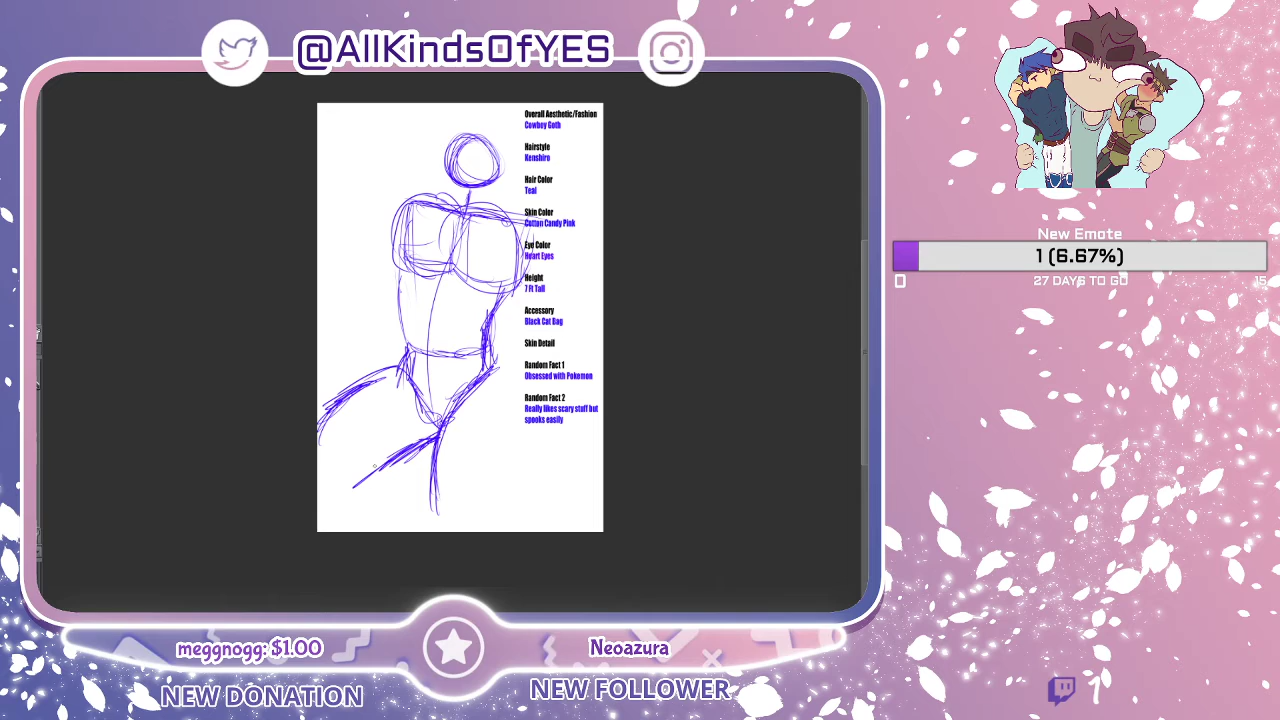 @AllKindsOfYES
Overall Aesthetic/Fashion
Cowboy Goth
Hairstyle
Kenshiro
Hair Color
Teal
Skin Color
Cotton Candy Pink
Eye Color
Heart Eyes
Height
7 Ft Tall
Accessory
Black Cat Bag
Skin Detail
Random Fact 1
Obsessed with Pokemon
Random Fact 2
Really likes scary stuff but
spooks easily
New Emote
1 (6.67%)
0 27 DAYS TO GO 15
meggnogg: $1.00
NEW DONATION
Neoazura
NEW FOLLOWER
1